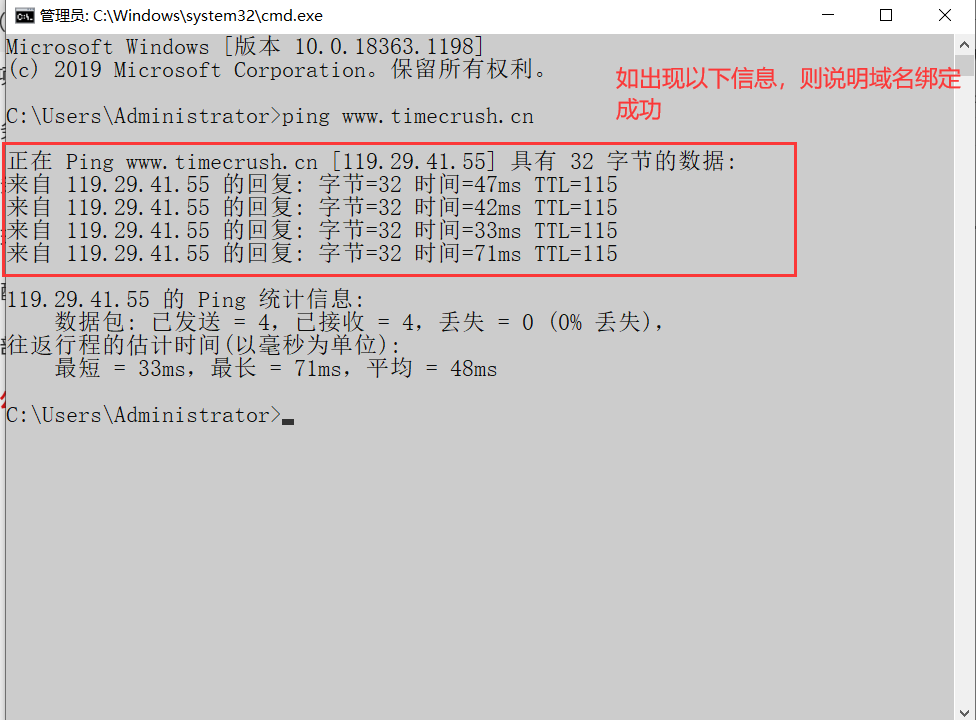 管理员: C:\Windows\system32\cmd.exe
Microsoft Windows [版本 10.0.18363.1198]
(c) 2019 Microsoft Corporation。保留所有权利。
如出现以下信息，则说明域名绑定
成功
C:\Users\Administrator>ping www.timecrush.cn
正在 Ping www.timecrush.cn [119.29.41.55] 具有 32 字节的数据:
来自 119.29.41.55 的回复: 字节=32 时间=47ms TTL=115
来自 119.29.41.55 的回复: 字节=32 时间=42ms TTL=115
来自 119.29.41.55 的回复: 字节=32 时间=33ms TTL=115
来自 119.29.41.55 的回复: 字节=32 时间=71ms TTL=115
119.29.41.55 的 Ping 统计信息:
数据包: 已发送 = 4，已接收 = 4，丢失 = 0 (0% 丢失)，
往返行程的估计时间(以毫秒为单位):
最短 = 33ms，最长 = 71ms，平均 = 48ms
C:\Users\Administrator>